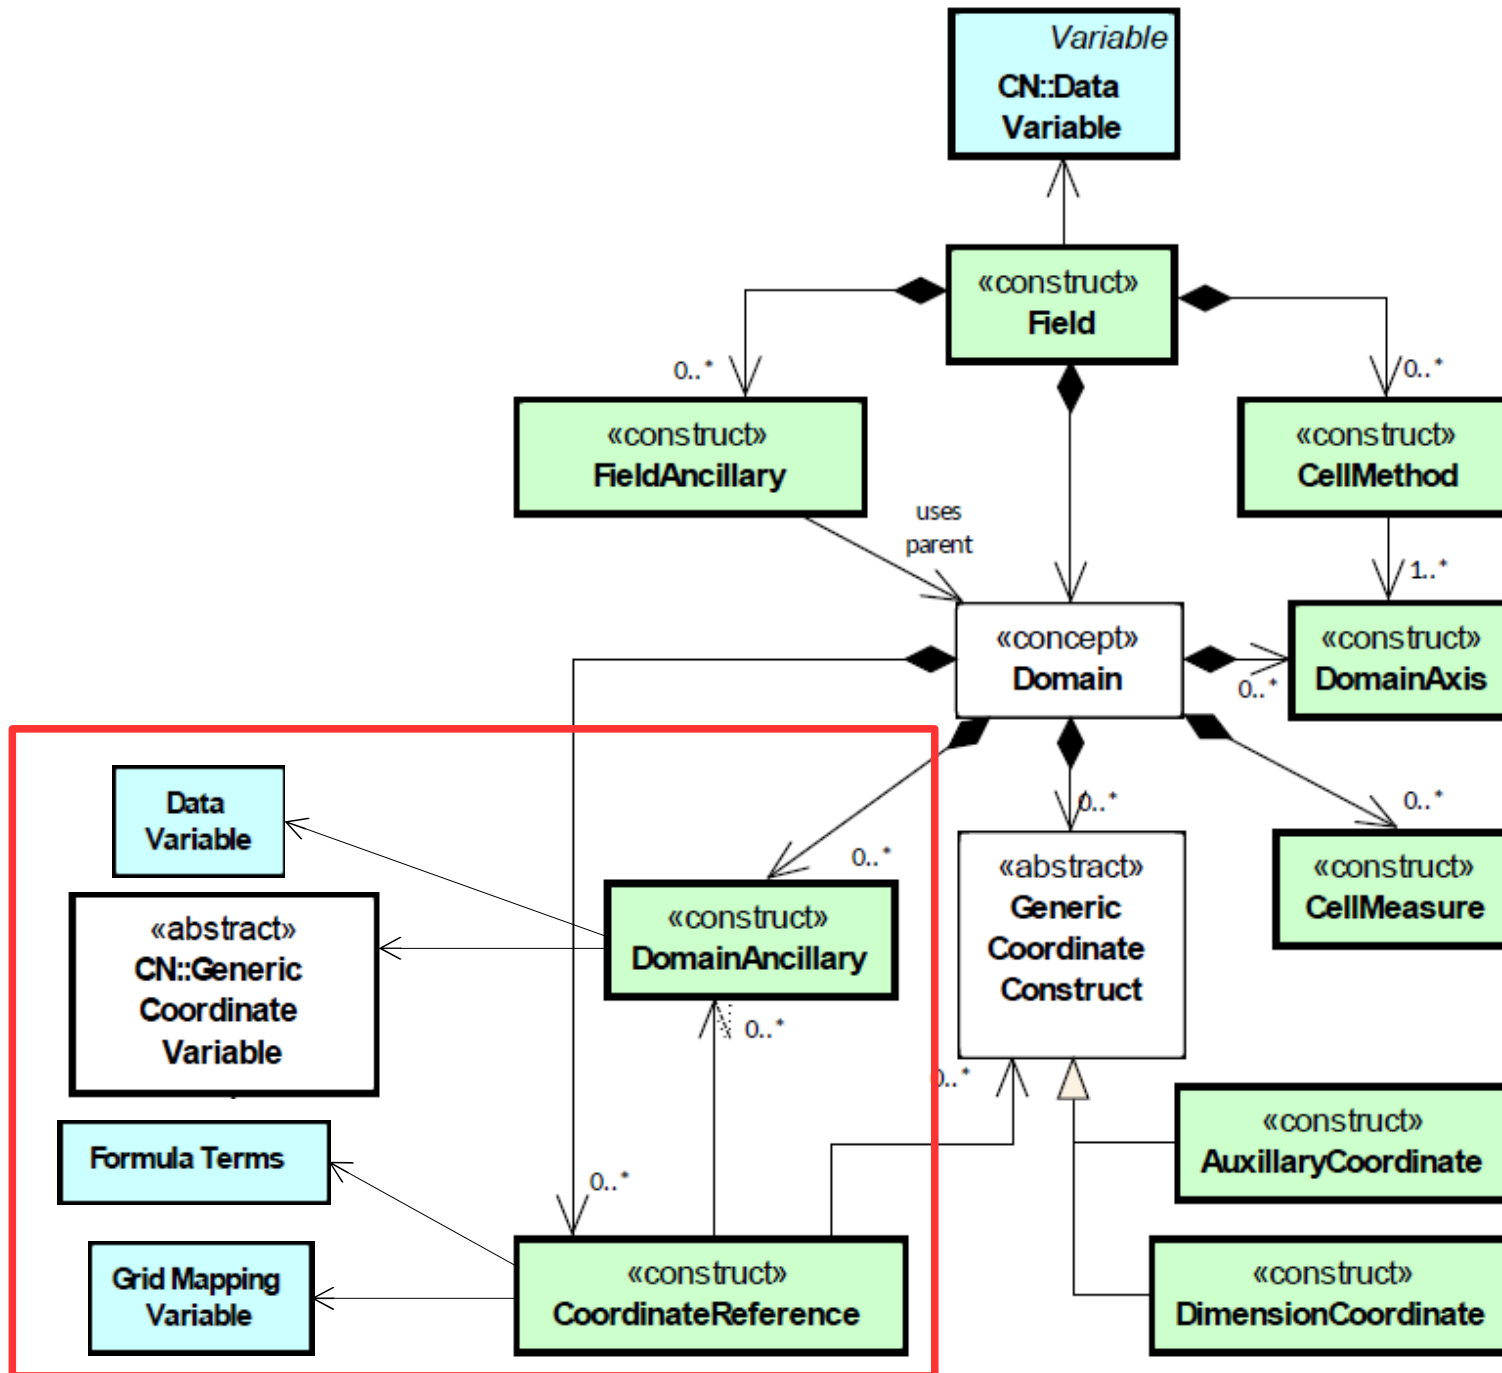 Variable
CN::Data
Variable
«construct»
Field
0..*
0..*
«construct»
FieldAncillary
«construct»
CellMethod
uses
parent
1..*
«concept»
Domain
0..*
«construct»
DomainAxis
Data
Variable
0..*
0..*
0..*
«construct»
DomainAncillary
«abstract»
Generic
Coordinate
Construct
«construct»
CellMeasure
«abstract»
CN::Generic
Coordinate
Variable
0..*
0..*
Formula Terms
0..*
«construct»
AuxillaryCoordinate
Grid Mapping
Variable
«construct»
CoordinateReference
«construct»
DimensionCoordinate